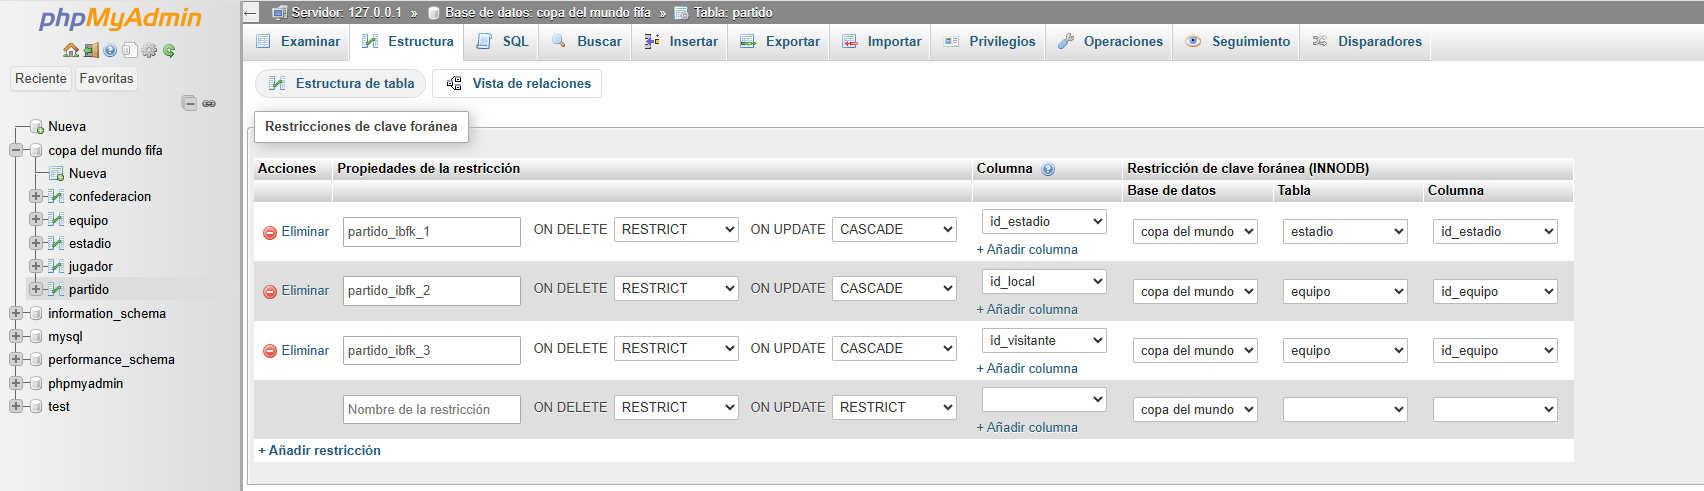 phpMyAdmin
Reciente Favoritas
Nueva
copa del mundo fifa
Nueva
confederacion
equipo
estadio
jugador
partido
information_schema
mysql
performance_schema
phpmyadmin
test
Servidor: 127.0.0.1 » Base de datos: copa del mundo fifa » Tabla: partido
Examinar Estructura SQL Buscar Insertar Exportar Importar Privilegios Operaciones Seguimiento Disparadores
Estructura de tabla Vista de relaciones
Restricciones de clave foránea
Acciones Propiedades de la restricción Columna Restricción de clave foránea (INNODB)
Base de datos Tabla Columna
Eliminar partido_ibfk_1 ON DELETE RESTRICT ON UPDATE CASCADE id_estadio copa del mundo estadio id_estadio
+ Añadir columna
Eliminar partido_ibfk_2 ON DELETE RESTRICT ON UPDATE CASCADE id_local copa del mundo equipo id_equipo
+ Añadir columna
Eliminar partido_ibfk_3 ON DELETE RESTRICT ON UPDATE CASCADE id_visitante copa del mundo equipo id_equipo
+ Añadir columna
Nombre de la restricción ON DELETE RESTRICT ON UPDATE RESTRICT copa del mundo
+ Añadir columna
+ Añadir restricción